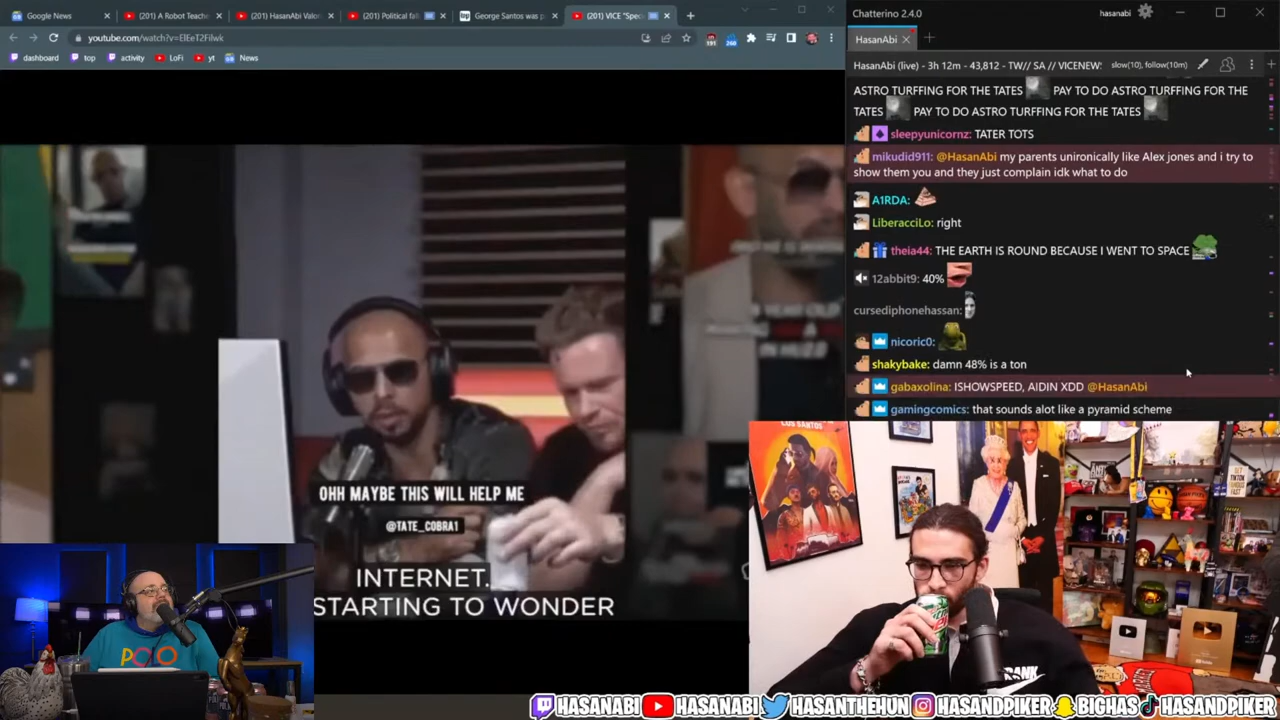 Google News
(201) A Robot Teache
(201) HasanAbi Valor
(201) Political fall
George Santos was p
(201) VICE "Spec
youtube.com/watch?v=ElEeT2Filwk
191
268
dashboard
top
activity
LoFi
yt
News
OHH MAYBE THIS WILL HELP ME
@TATE_COBRA1
INTERNET.
STARTING TO WONDER
POLO
Chatterino 2.4.0
hasanabi
HasanAbi
HasanAbi (live) - 3h 12m - 43,812 - TW// SA // VICENEW:
slow(10), follow(10m)
ASTRO TURFFING FOR THE TATES PAY TO DO ASTRO TURFFING FOR THE
TATES PAY TO DO ASTRO TURFFING FOR THE TATES
sleepyunicornz: TATER TOTS
mikudid911: @HasanAbi my parents unironically like Alex jones and i try to
show them you and they just complain idk what to do
A1RDA:
LiberacciLo: right
theia44: THE EARTH IS ROUND BECAUSE I WENT TO SPACE
12abbit9: 40%
cursediphonehassan:
nicoric0:
shakybake: damn 48% is a ton
gabaxolina: ISHOWSPEED, AIDIN XDD @HasanAbi
gamingcomics: that sounds alot like a pyramid scheme
LOS SANTOS
HASANABI HASANABI HASANTHEHUN HASANDPIKER BIGHAS HASANDPIKER